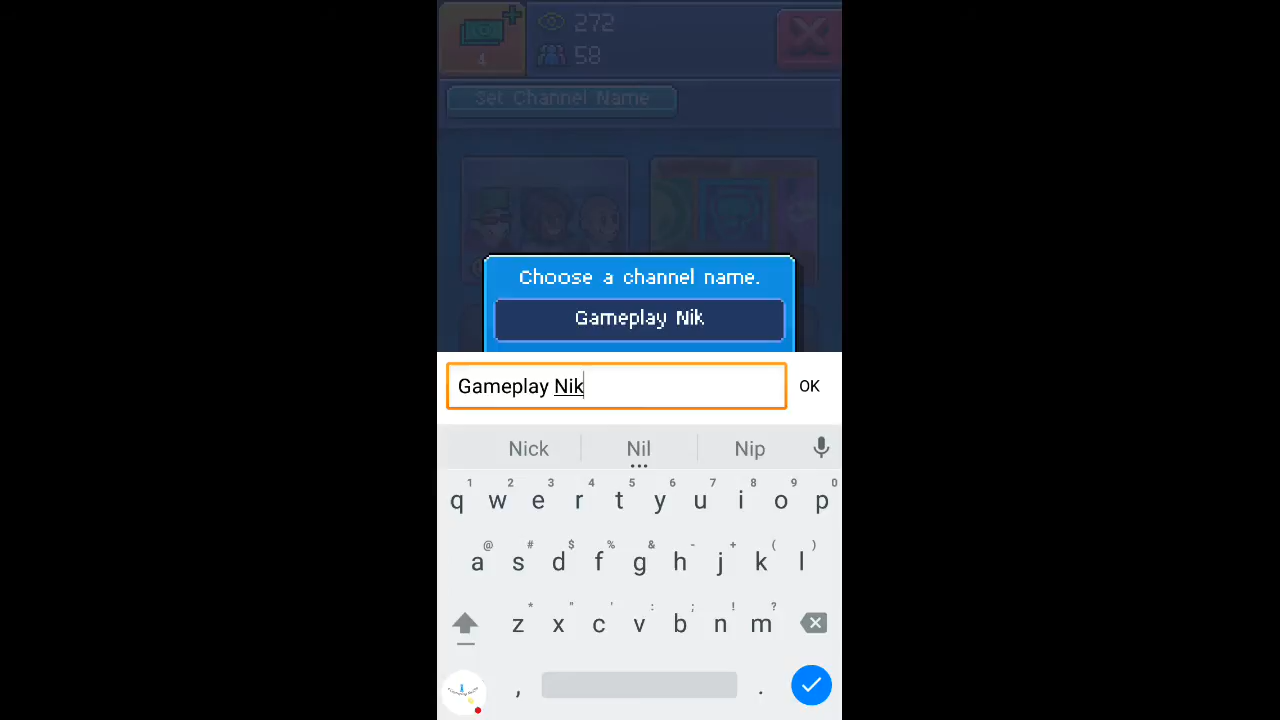 272
4
58
Set Channel Name
Choose a channel name.
Gameplay Nik
Gameplay Nik
OK
Nick Nil Nip
1 2 3 4 5 6 7 8 9 0
q w e r t y u i o p
@ # $ % & - + ( )
a s d f g h j k l
* " ' : ; ! ?
z x c v b n m
, .